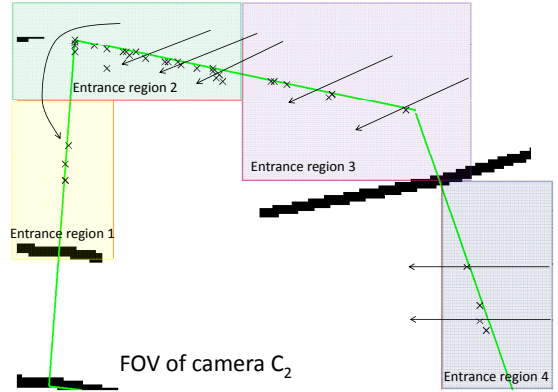 Entrance region 2
Entrance region 3
Entrance region 1
FOV of camera C2
Entrance region 4